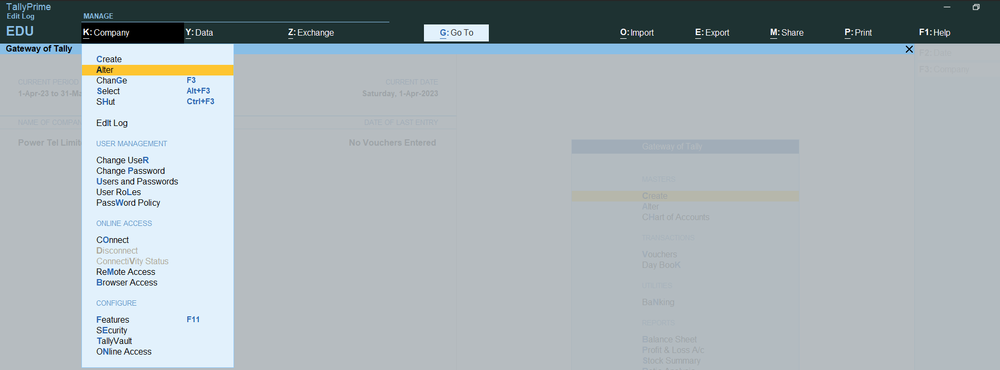 TallyPrime
Edit Log
EDU
MANAGE
K: Company
Y: Data
Z: Exchange
G: Go To
O: Import
E: Export
M: Share
P: Print
F1: Help
Gateway of Tally
F2: Date
F3: Company
Create
Alter
ChanGe F3
Select Alt+F3
SHut Ctrl+F3
EdIt Log
USER MANAGEMENT
Change UseR
Change Password
Users and Passwords
User RoLes
PassWord Policy
ONLINE ACCESS
COnnect
Disconnect
ConnectiVity Status
ReMote Access
Browser Access
CONFIGURE
Features F11
SEcurity
TallyVault
ONline Access
CURRENT PERIOD
CURRENT DATE
1-Apr-23 to 31-Ma
Saturday, 1-Apr-2023
NAME OF COMPAN
DATE OF LAST ENTRY
Power Tel Limit
No Vouchers Entered
Gateway of Tally
MASTERS
Create
Alter
CHart of Accounts
TRANSACTIONS
Vouchers
Day BooK
UTILITIES
BaNking
REPORTS
Balance Sheet
Profit & Loss A/c
Stock Summary
Ratio Analysis